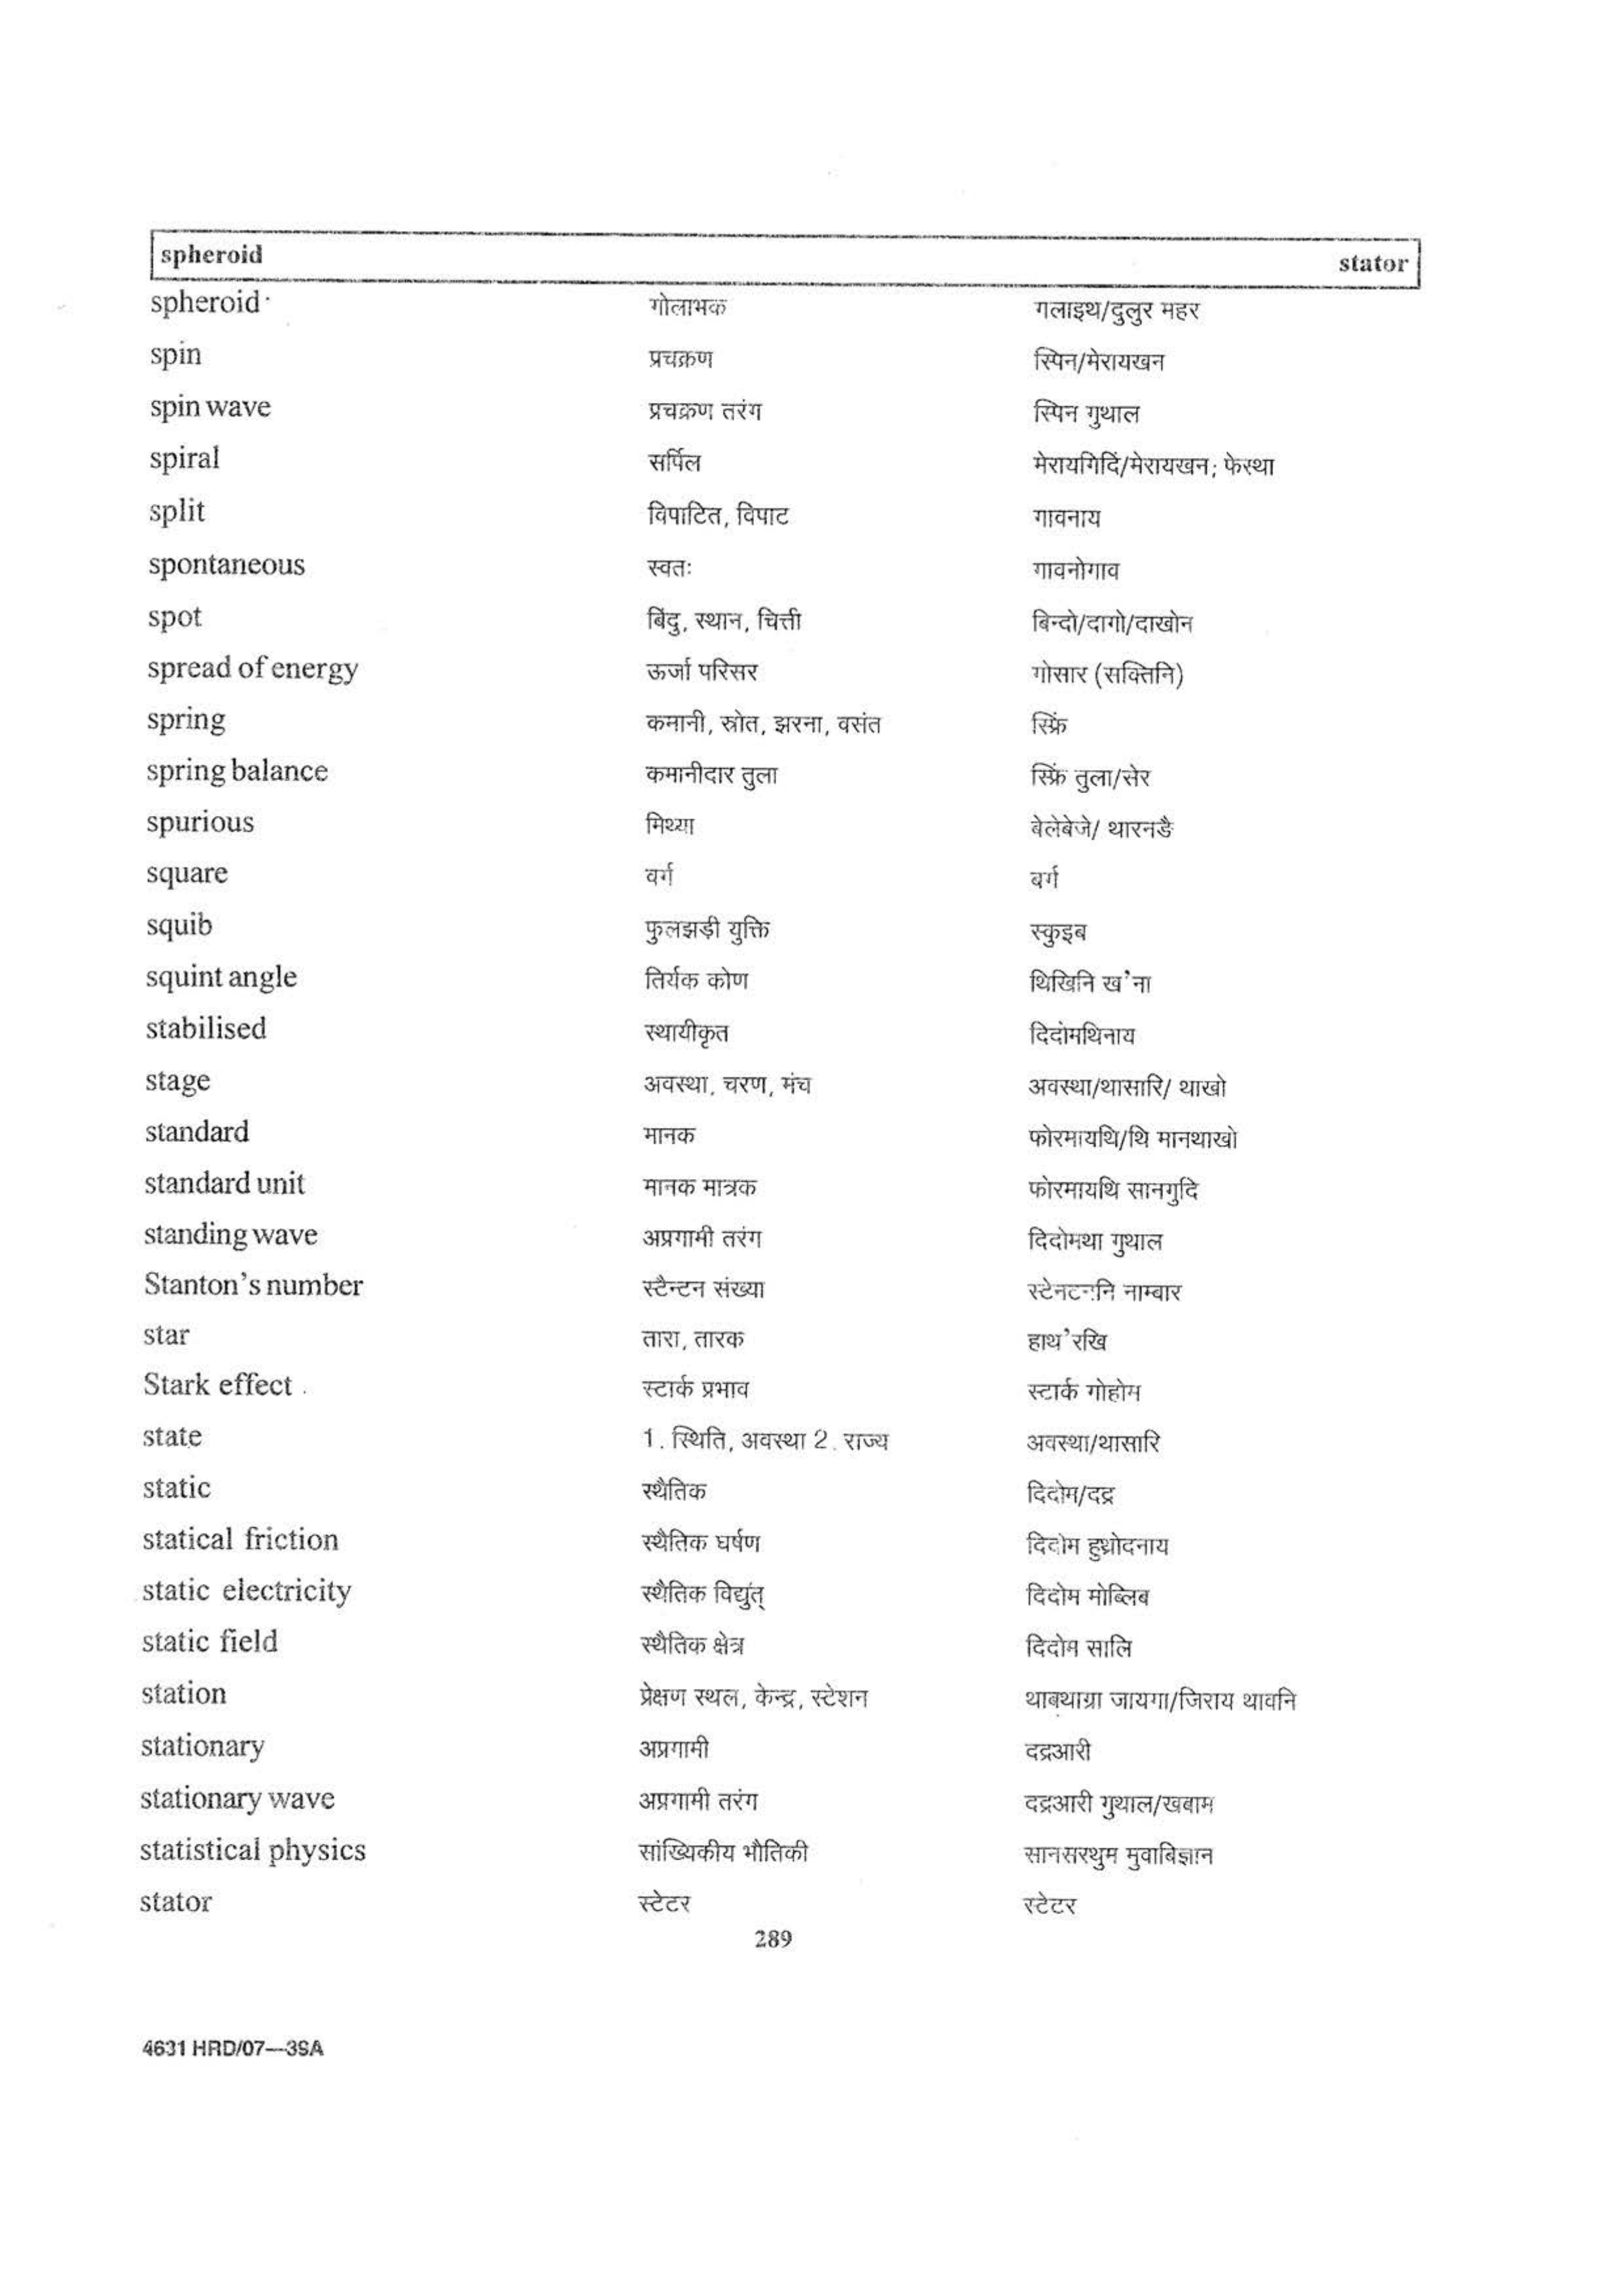 spheroid stator
spheroid गोलाभक गलाइथ/दुलुर महर
spin प्रचक्रण स्पिन/मेरायखन
spin wave प्रचक्रण तरंग स्पिन गुथाल
spiral सर्पिल मेरायगिदिं/मेरायखन; फेस्था
split विपाटित, विपाट गावनाय
spontaneous स्वतः गावनोगाव
spot बिंदु, स्थान, चित्ती बिन्दो/दागो/दाखोन
spread of energy ऊर्जा परिसर गोसार (सक्तिनि)
spring कमानी, स्रोत, झरना, वसंत स्फ्रिं
spring balance कमानीदार तुला स्फ्रिं तुला/सेर
spurious मिथ्या बेलेबेजे/ थारनङै
square वर्ग बर्ग
squib फुलझड़ी युक्ति स्कुइब
squint angle तिर्यक कोण थिखिनि ख'ना
stabilised स्थायीकृत दिदोमथिनाय
stage अवस्था, चरण, मंच अवस्था/थासारि/ थाखो
standard मानक फोरमायथि/थि मानथाखो
standard unit मानक मात्रक फोरमायथि सानगुदि
standing wave अप्रगामी तरंग दिदोमथा गुथाल
Stanton's number स्टैन्टन संख्या नाम्बार
star तारा, तारक हाथ'रखि
Stark effect स्टार्क प्रभाव स्टार्क गोहोम
state 1. स्थिति, अवस्था 2. राज्य अवस्था/थासारि
static स्थैतिक दिदोम/दद्र
statical friction स्थैतिक घर्षण दिदोम हुथ्रोदनाय
static electricity स्थैतिक विद्युत् दिदोम मोब्लिब
static field स्थैतिक क्षेत्र दिदोम सालि
station प्रेक्षण स्थल, केन्द्र, स्टेशन थाबथाग्रा जायगा/जिराय थावनि
stationary अप्रगामी दद्रआरी
stationary wave अप्रगामी तरंग दद्रआरी गुथाल/खबाम
statistical physics सांख्यिकीय भौतिकी सानसरथुम मुवाबिज्ञान
stator स्टेटर स्टेटर
289
4631 HRD/07—39A